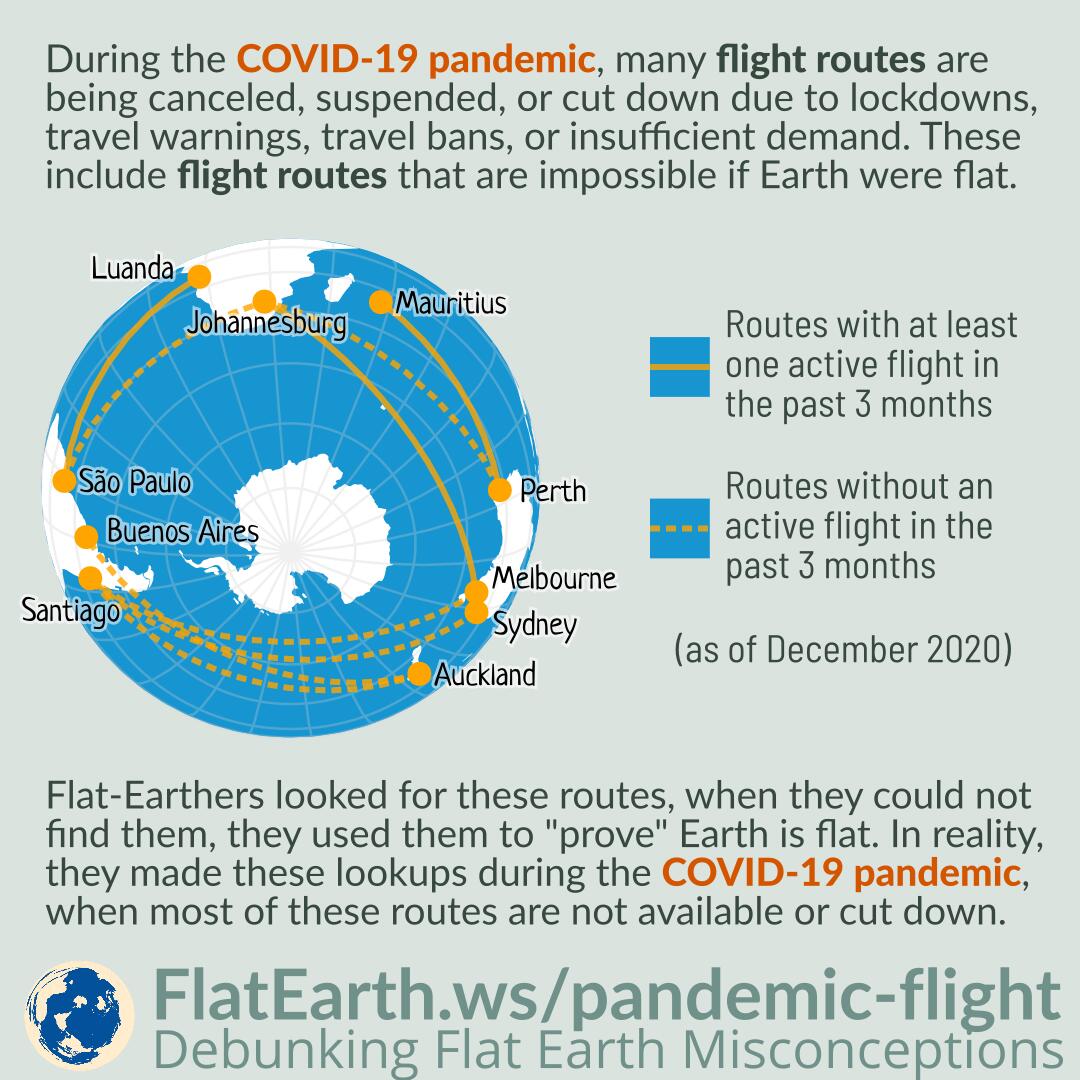 During the COVID-19 pandemic, many flight routes are
being canceled, suspended, or cut down due to lockdowns,
travel warnings, travel bans, or insufficient demand. These
include flight routes that are impossible if Earth were flat.
Luanda
Mauritius
Johannesburg
São Paulo
Perth
Buenos Aires
Melbourne
Santiago
Sydney
Auckland
Routes with at least
one active flight in
the past 3 months
Routes without an
active flight in the
past 3 months
(as of December 2020)
Flat-Earthers looked for these routes, when they could not
find them, they used them to "prove" Earth is flat. In reality,
they made these lookups during the COVID-19 pandemic,
when most of these routes are not available or cut down.
FlatEarth.ws/pandemic-flight
Debunking Flat Earth Misconceptions